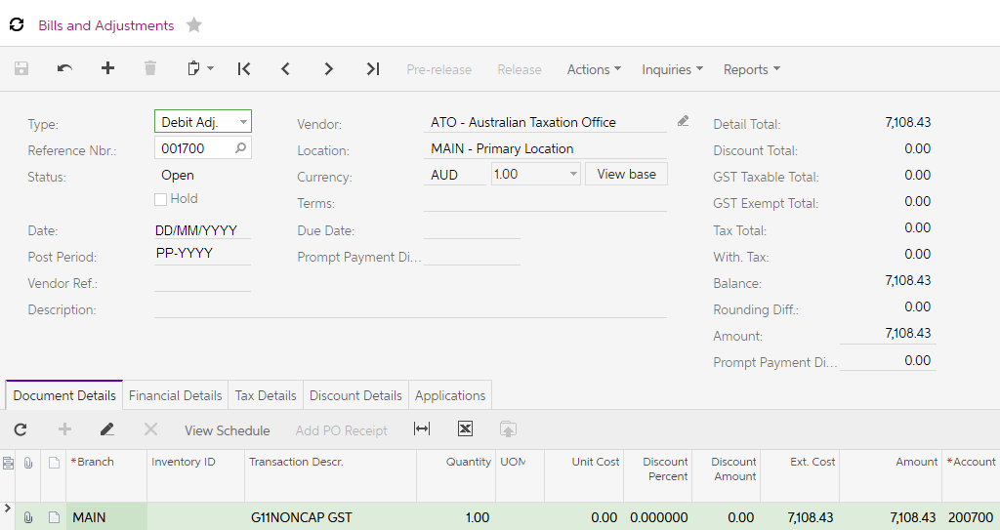 Bills and Adjustments
Pre-release Release Actions Inquiries Reports
Type: Debit Adj. Vendor: ATO - Australian Taxation Office Detail Total: 7,108.43
Reference Nbr.: 001700 Location: MAIN - Primary Location Discount Total: 0.00
Status: Open Currency: AUD 1.00 View base GST Taxable Total: 0.00
Hold Terms: GST Exempt Total: 0.00
Date: DD/MM/YYYY Due Date: Tax Total: 0.00
Post Period: PP-YYYY Prompt Payment Di... With. Tax: 0.00
Vendor Ref.: Balance: 7,108.43
Description: Rounding Diff.: 0.00
Amount: 7,108.43
Prompt Payment Di... 0.00
Document Details Financial Details Tax Details Discount Details Applications
View Schedule Add PO Receipt
*Branch Inventory ID Transaction Descr. Quantity UOM Unit Cost Discount Percent Discount Amount Ext. Cost Amount *Account
MAIN G11NONCAP GST 1.00 0.00 0.000000 0.00 7,108.43 7,108.43 200700